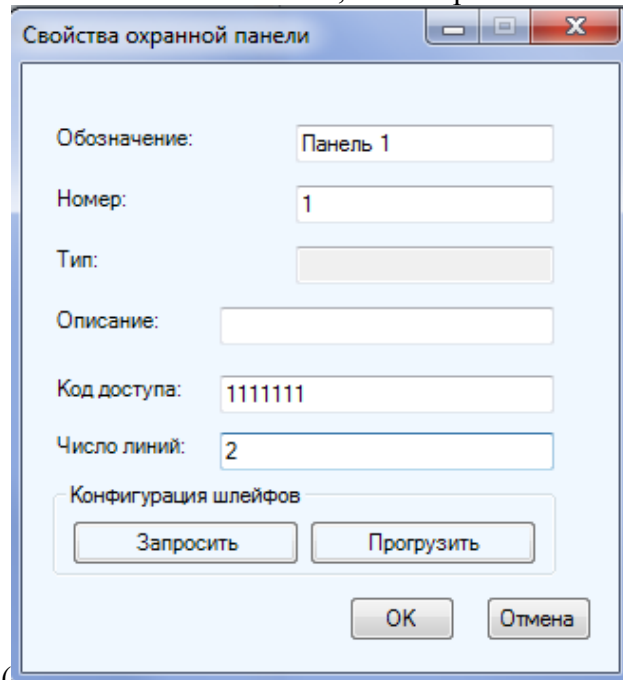 Свойства охранной панели
Обозначение: Панель 1
Номер: 1
Тип:
Описание:
Код доступа: 1111111
Число линий: 2
Конфигурация шлейфов
Запросить Прогрузить
OK Отмена
(